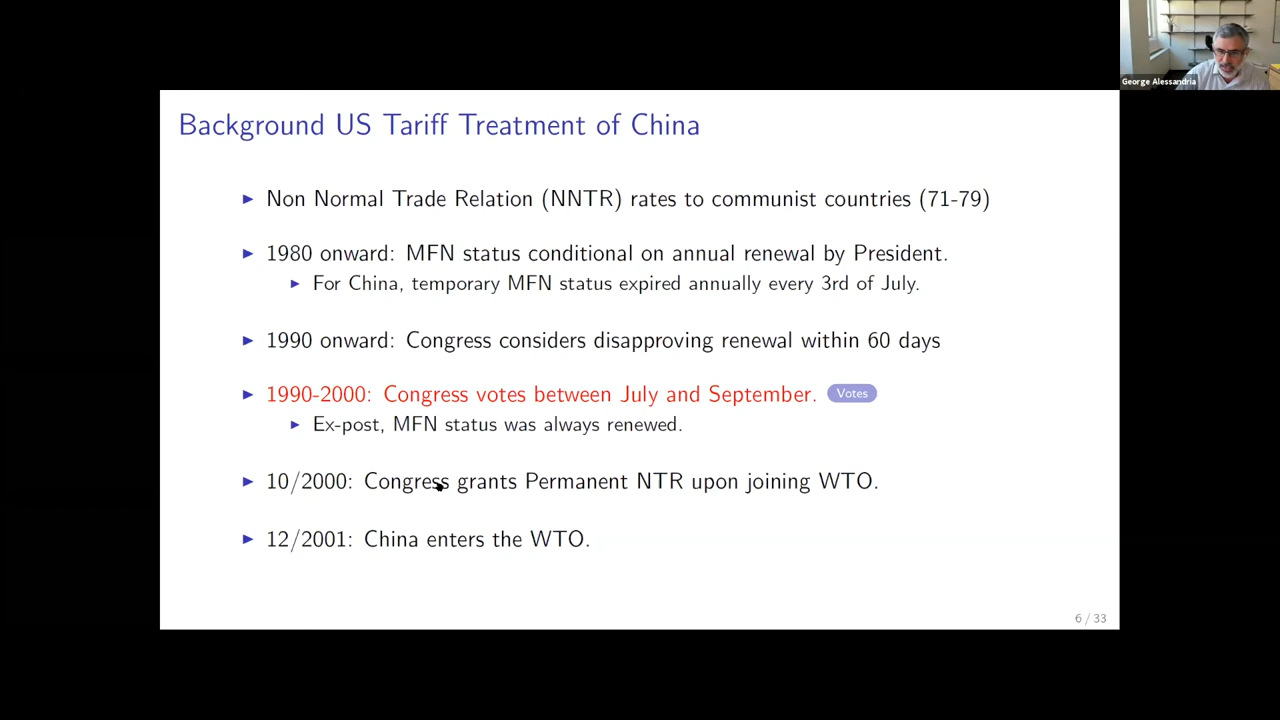 George Alessandria
Background US Tariff Treatment of China
▶ Non Normal Trade Relation (NNTR) rates to communist countries (71-79)
▶ 1980 onward: MFN status conditional on annual renewal by President.
▶ For China, temporary MFN status expired annually every 3rd of July.
▶ 1990 onward: Congress considers disapproving renewal within 60 days
▶ 1990-2000: Congress votes between July and September. Votes
▶ Ex-post, MFN status was always renewed.
▶ 10/2000: Congress grants Permanent NTR upon joining WTO.
▶ 12/2001: China enters the WTO.
6 / 33